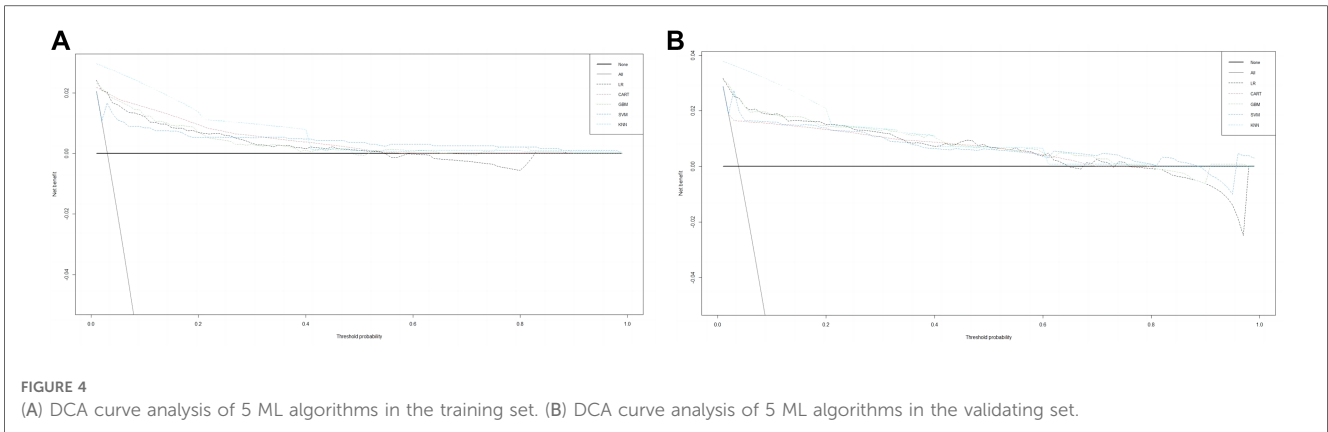 A
0.02
0.00
-0.02
-0.04
Net benefit
0.0
0.2
0.4
0.6
0.8
1.0
Threshold probability
None
All
LR
CART
GBM
SVM
KNN
B
0.04
0.02
0.00
-0.02
-0.04
Net benefit
0.0
0.2
0.4
0.6
0.8
1.0
Threshold probability
None
All
LR
CART
GBM
SVM
KNN
FIGURE 4
(A) DCA curve analysis of 5 ML algorithms in the training set. (B) DCA curve analysis of 5 ML algorithms in the validating set.